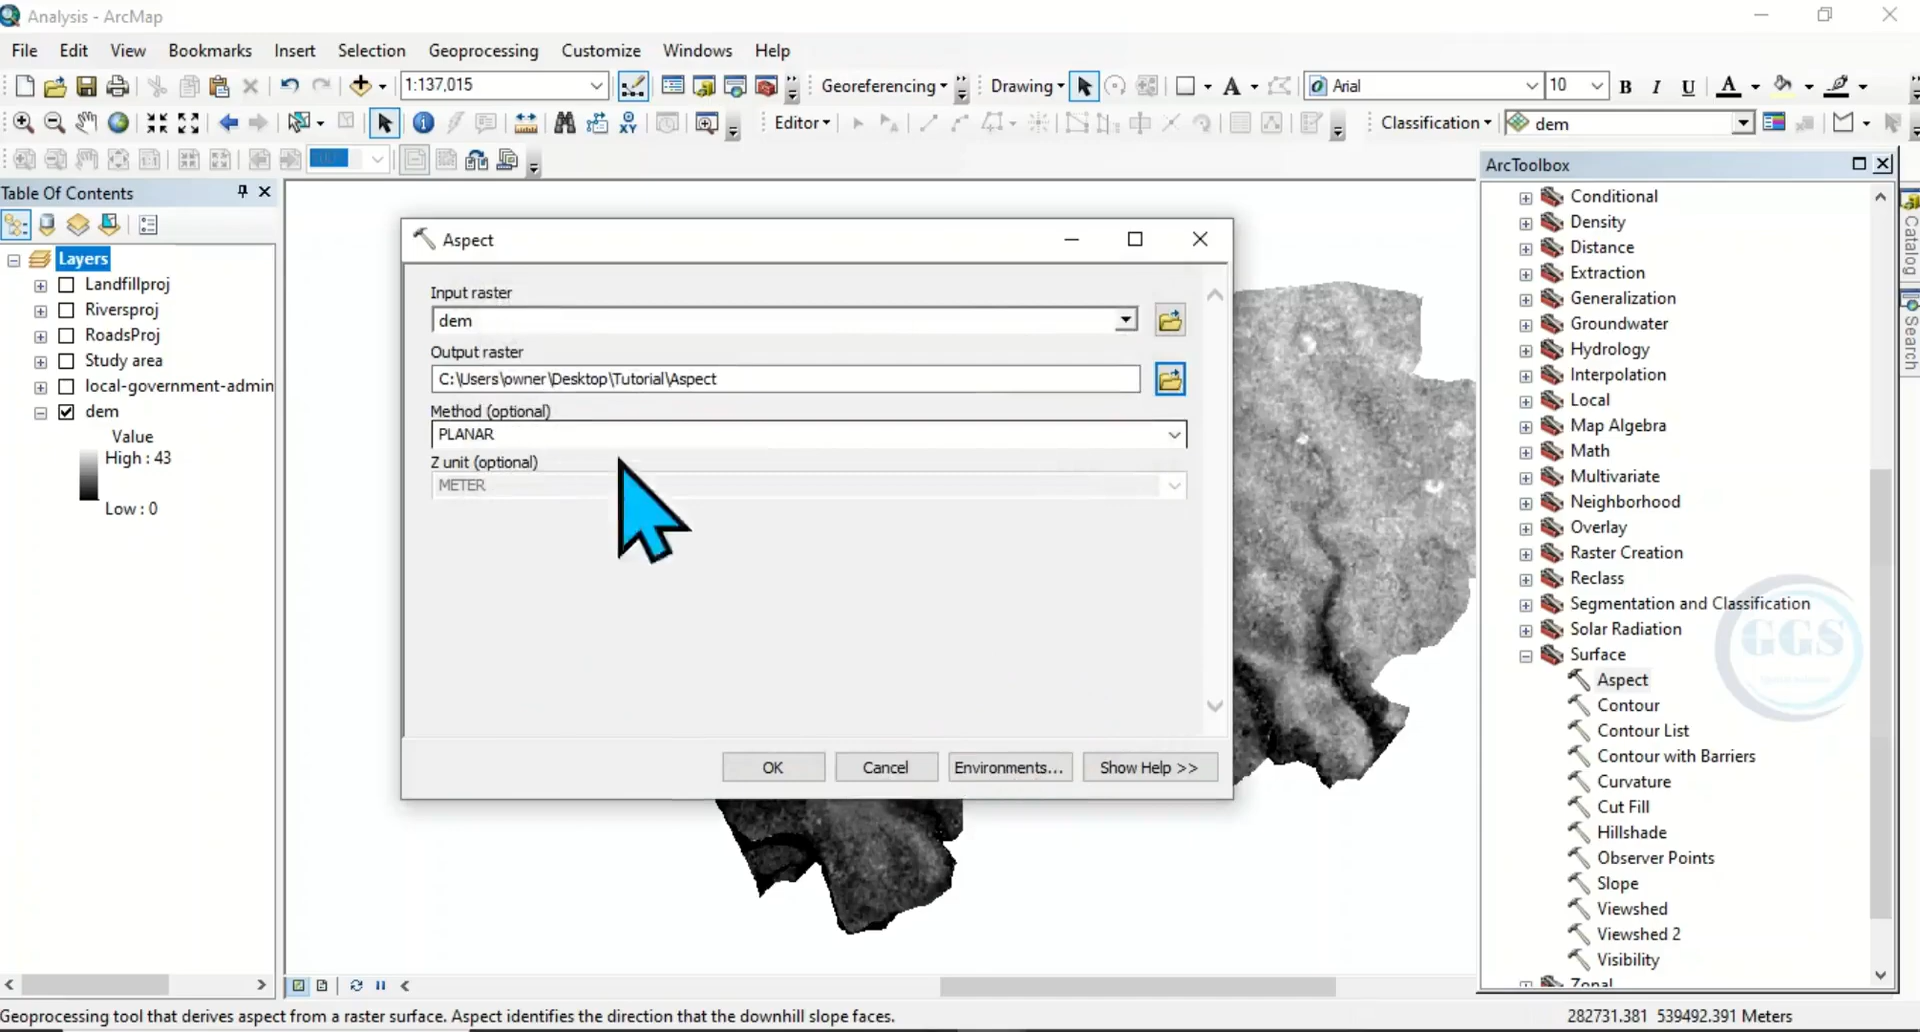 Analysis - ArcMap
File Edit View Bookmarks Insert Selection Geoprocessing Customize Windows Help
1:137,015 Georeferencing Drawing A Arial 10 B I U A
Editor Classification dem
Table Of Contents
Layers
Landfillproj
Riversproj
RoadsProj
Study area
local-government-admin
dem
Value
High : 43
Low : 0
Aspect
Input raster
dem
Output raster
C:\Users\owner\Desktop\Tutorial\Aspect
Method (optional)
PLANAR
Z unit (optional)
METER
OK Cancel Environments... Show Help >>
ArcToolbox
Conditional
Density
Distance
Extraction
Generalization
Groundwater
Hydrology
Interpolation
Local
Map Algebra
Math
Multivariate
Neighborhood
Overlay
Raster Creation
Reclass
Segmentation and Classification
Solar Radiation
Surface
Aspect
Contour
Contour List
Contour with Barriers
Curvature
Cut Fill
Hillshade
Observer Points
Slope
Viewshed
Viewshed 2
Visibility
Zonal
GGS
Catalog
Search
Geoprocessing tool that derives aspect from a raster surface. Aspect identifies the direction that the downhill slope faces.
282731.381 539492.391 Meters